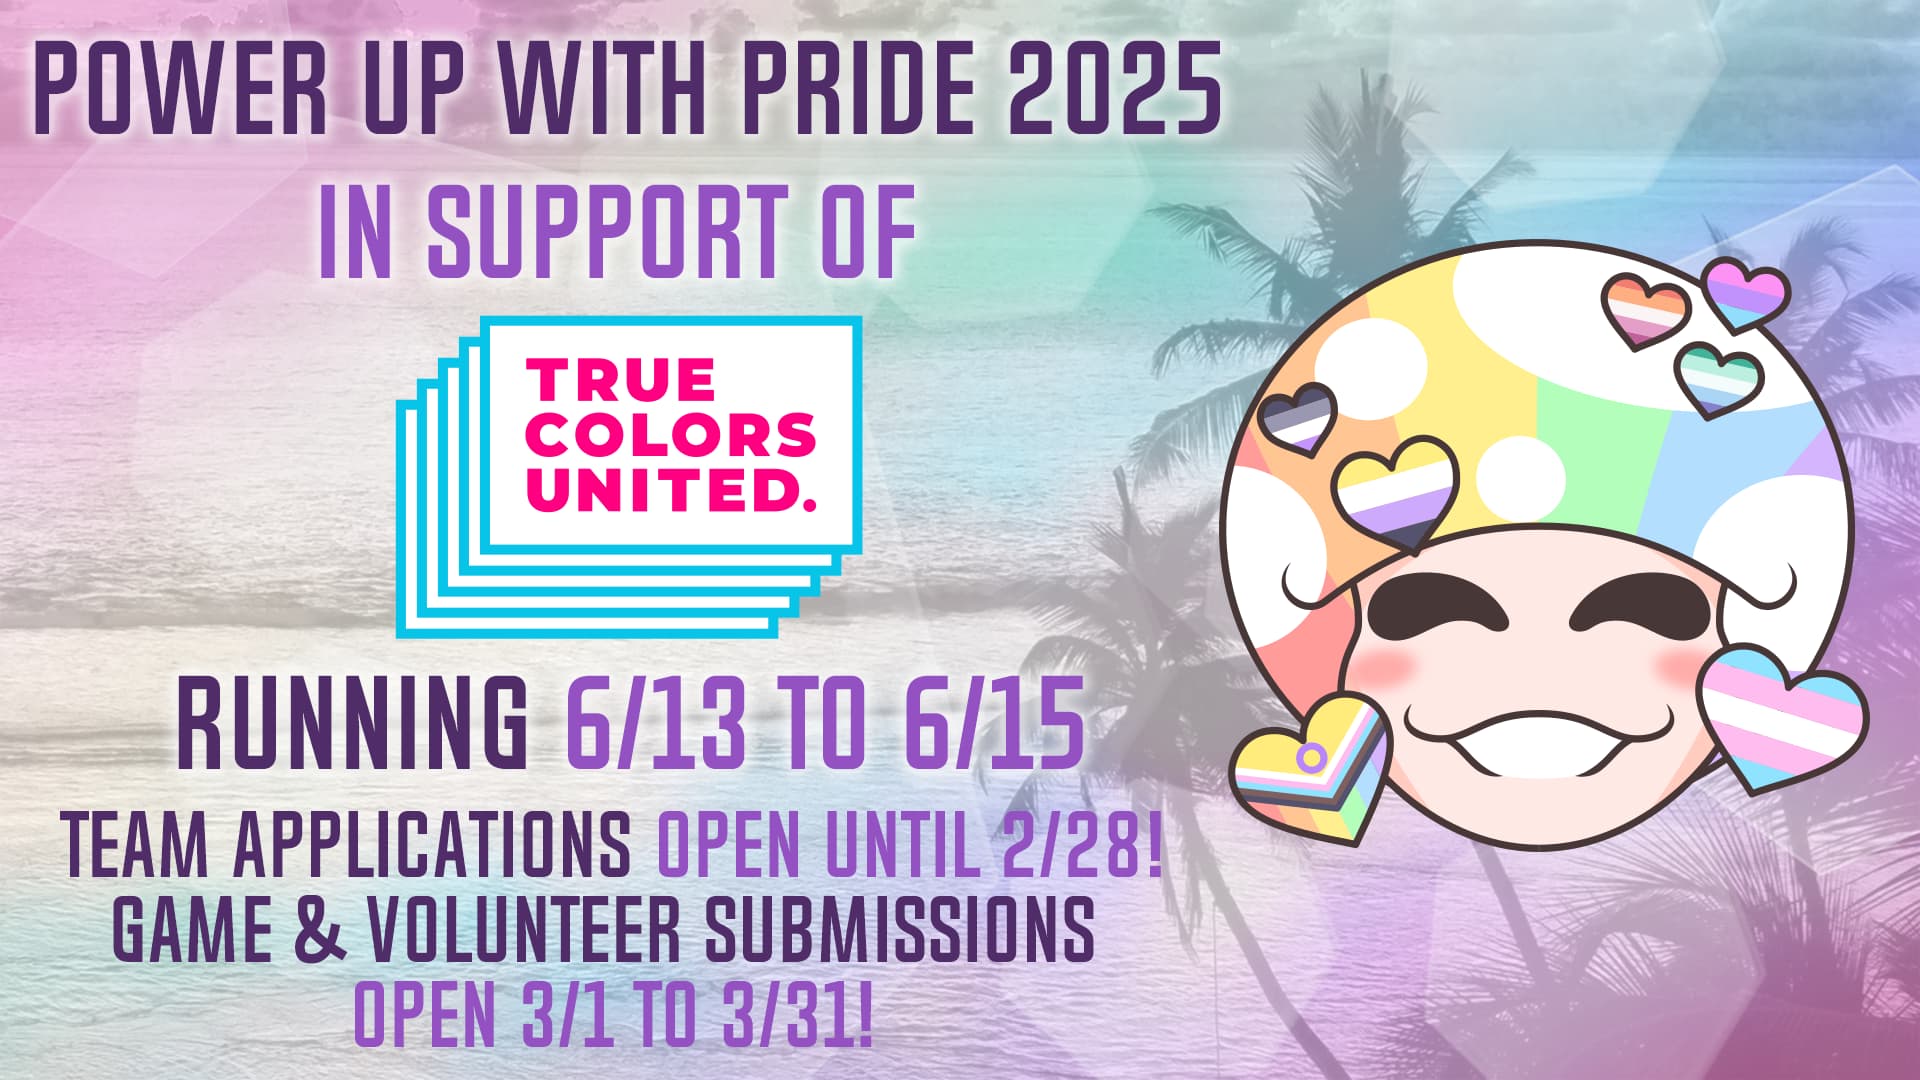 POWER UP WITH PRIDE 2025
IN SUPPORT OF
TRUE
COLORS
UNITED.
RUNNING 6/13 TO 6/15
TEAM APPLICATIONS OPEN UNTIL 2/28!
GAME & VOLUNTEER SUBMISSIONS
OPEN 3/1 TO 3/31!